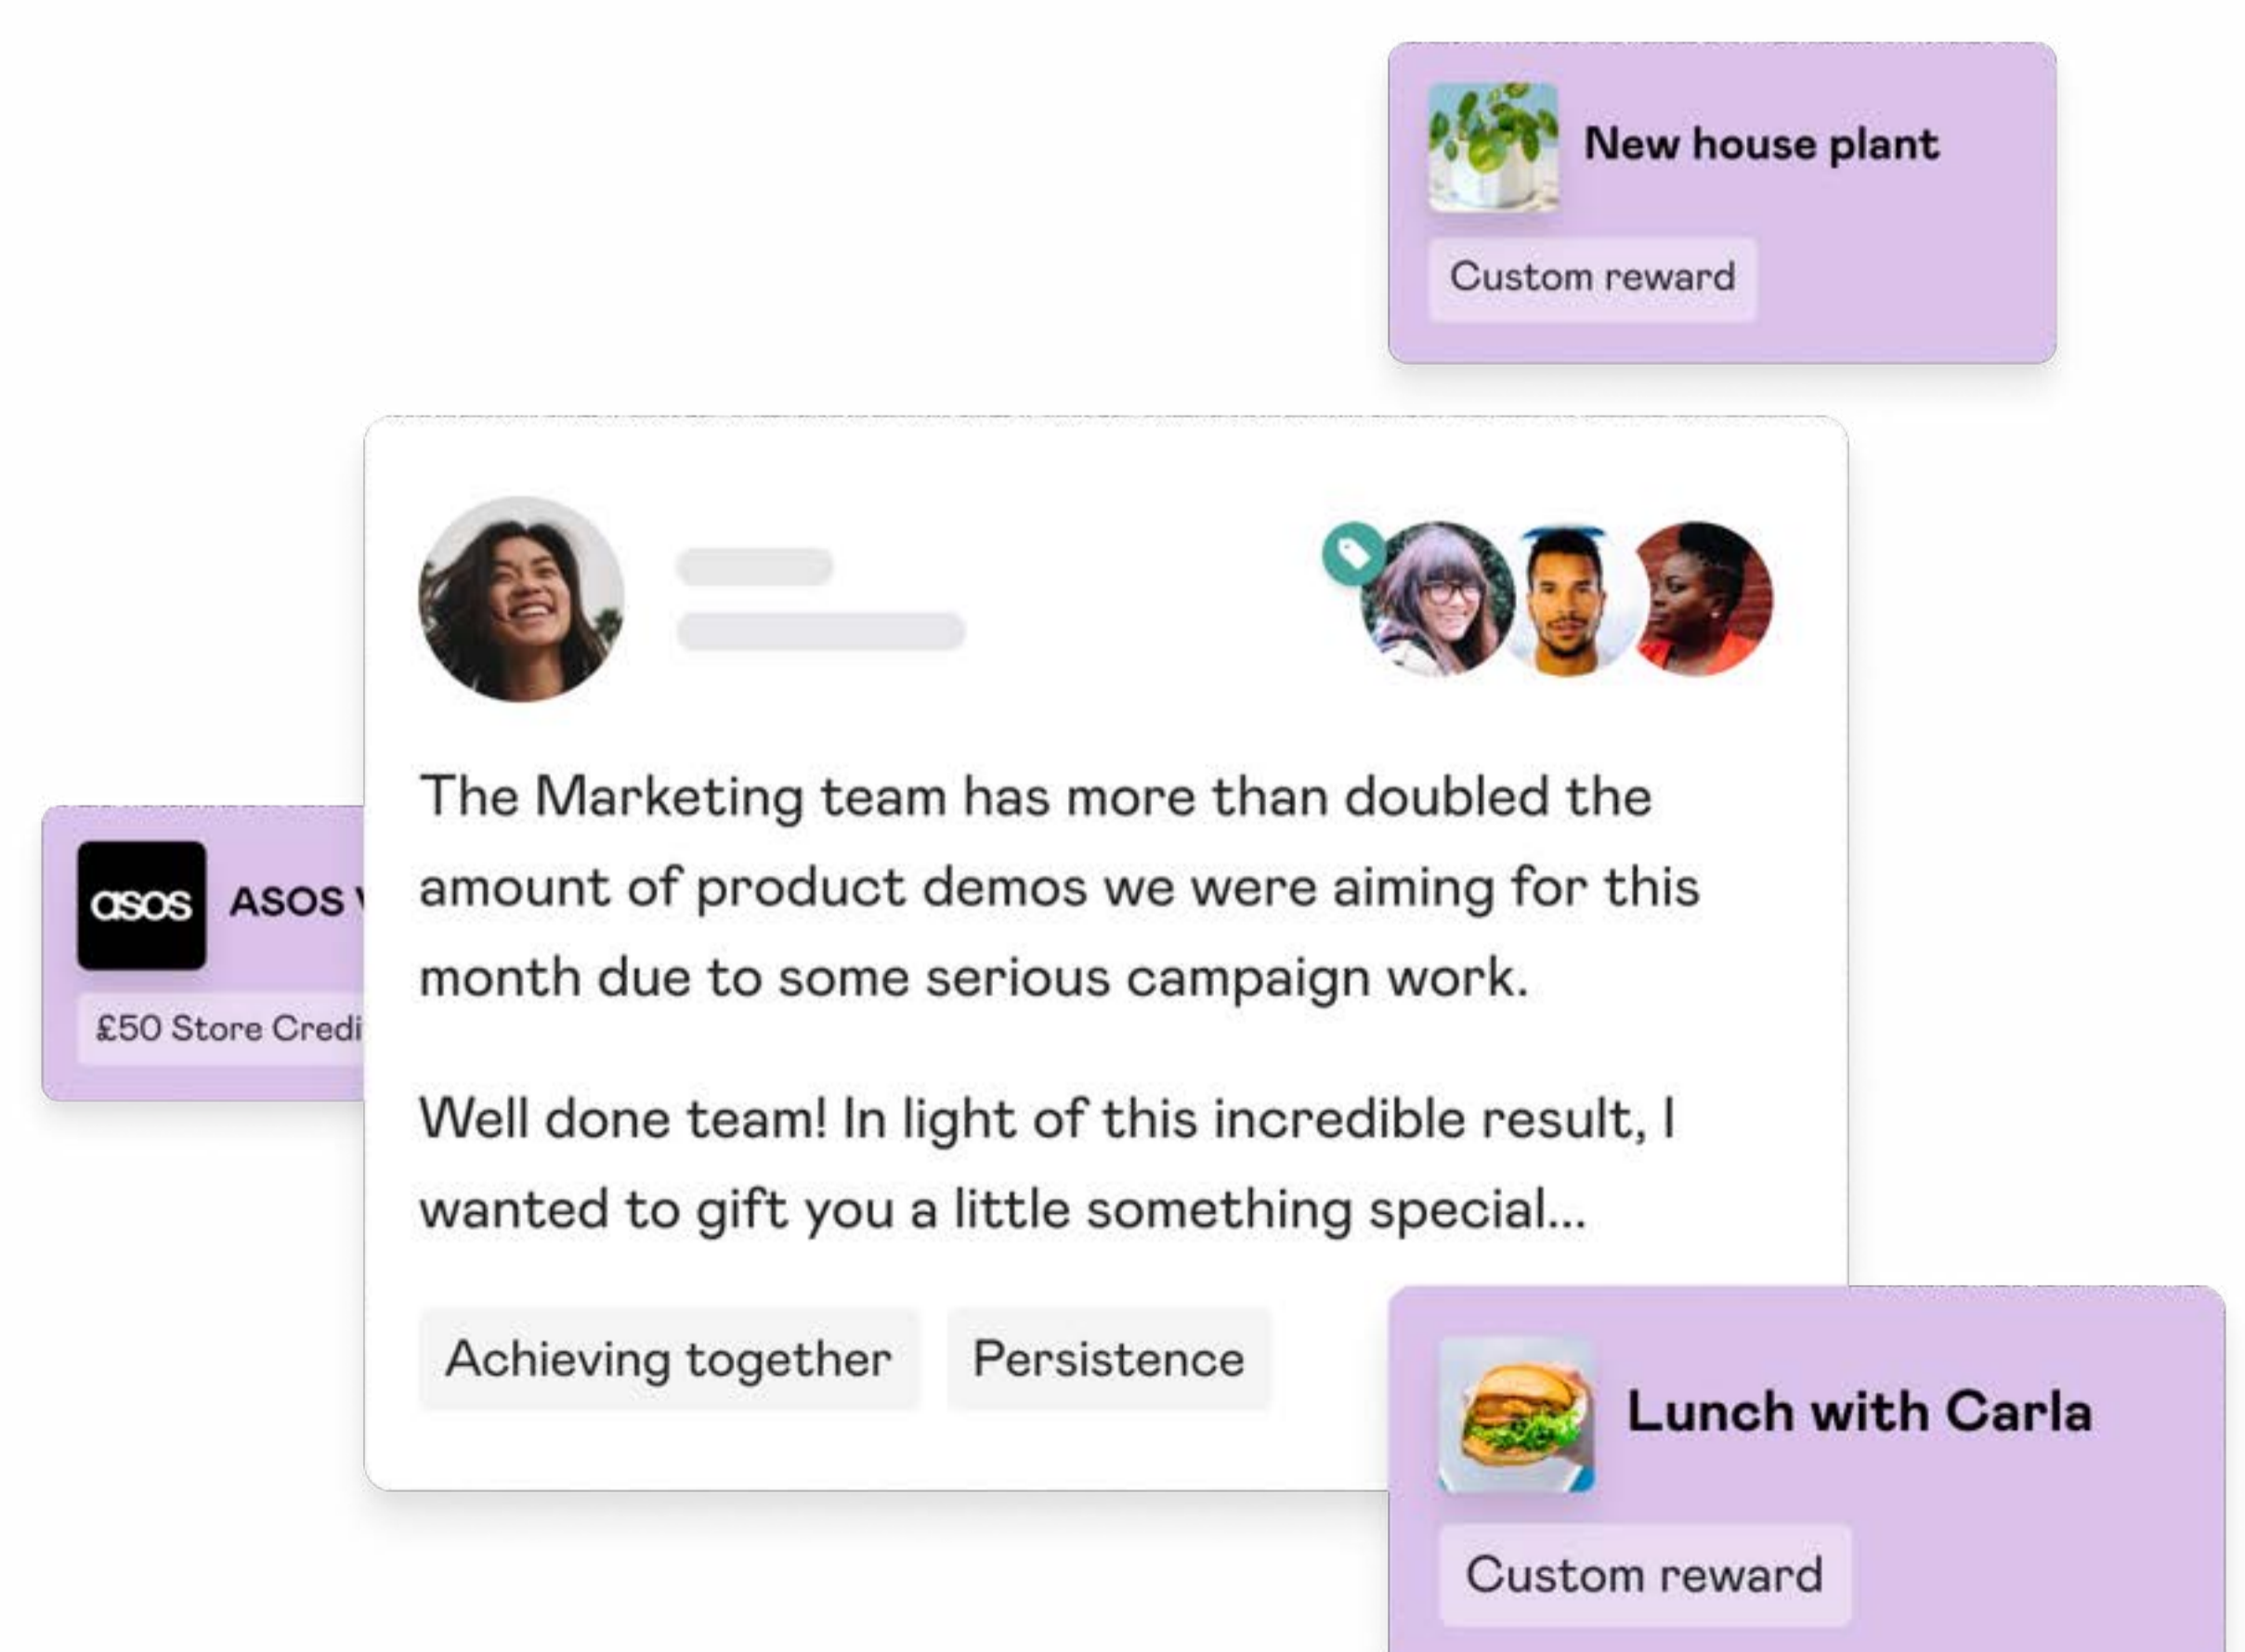 New house plant
Custom reward
The Marketing team has more than doubled the
amount of product demos we were aiming for this
month due to some serious campaign work.
asos
ASOS
£50 Store Credi
Well done team! In light of this incredible result, I
wanted to gift you a little something special...
Achieving together
Persistence
Lunch with Carla
Custom reward